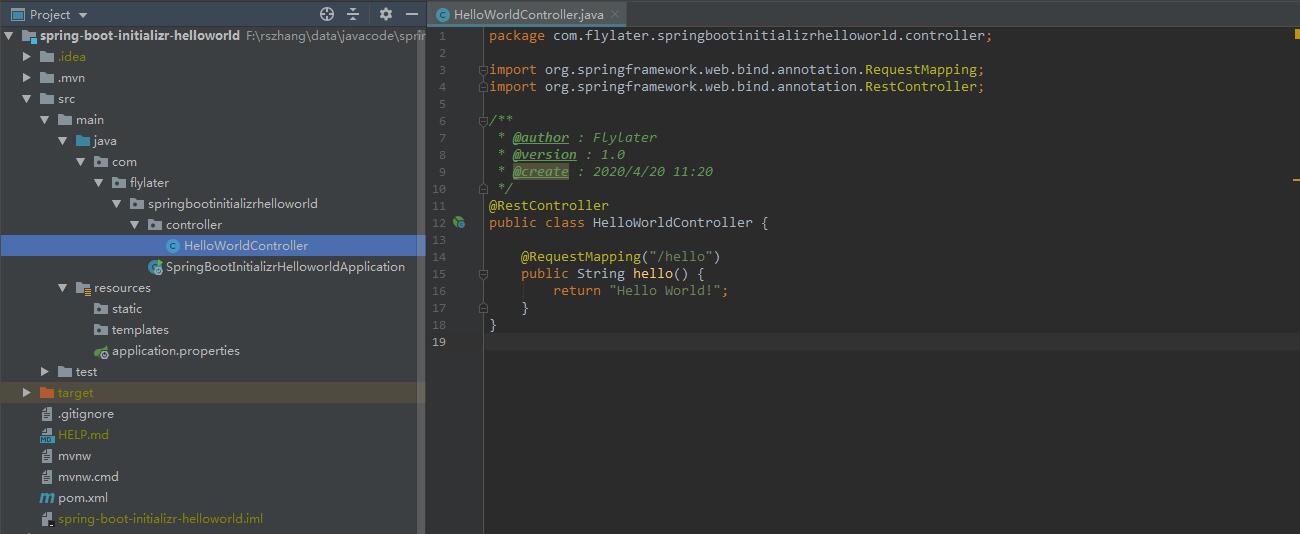 Project
spring-boot-initializr-helloworld F:\rszhang\data\javacode\sprir
.idea
.mvn
src
main
java
com
flylater
springbootinitializrhelloworld
controller
HelloWorldController
SpringBootInitializrHelloworldApplication
resources
static
templates
application.properties
test
target
.gitignore
HELP.md
mvnw
mvnw.cmd
pom.xml
spring-boot-initializr-helloworld.iml
HelloWorldController.java
1 package com.flylater.springbootinitializrhelloworld.controller;
2
3 import org.springframework.web.bind.annotation.RequestMapping;
4 import org.springframework.web.bind.annotation.RestController;
5
6 /**
7 * @author : Flylater
8 * @version : 1.0
9 * @create : 2020/4/20 11:20
10 */
11 @RestController
12 public class HelloWorldController {
13
14 @RequestMapping("/hello")
15 public String hello() {
16 return "Hello World!";
17 }
18 }
19